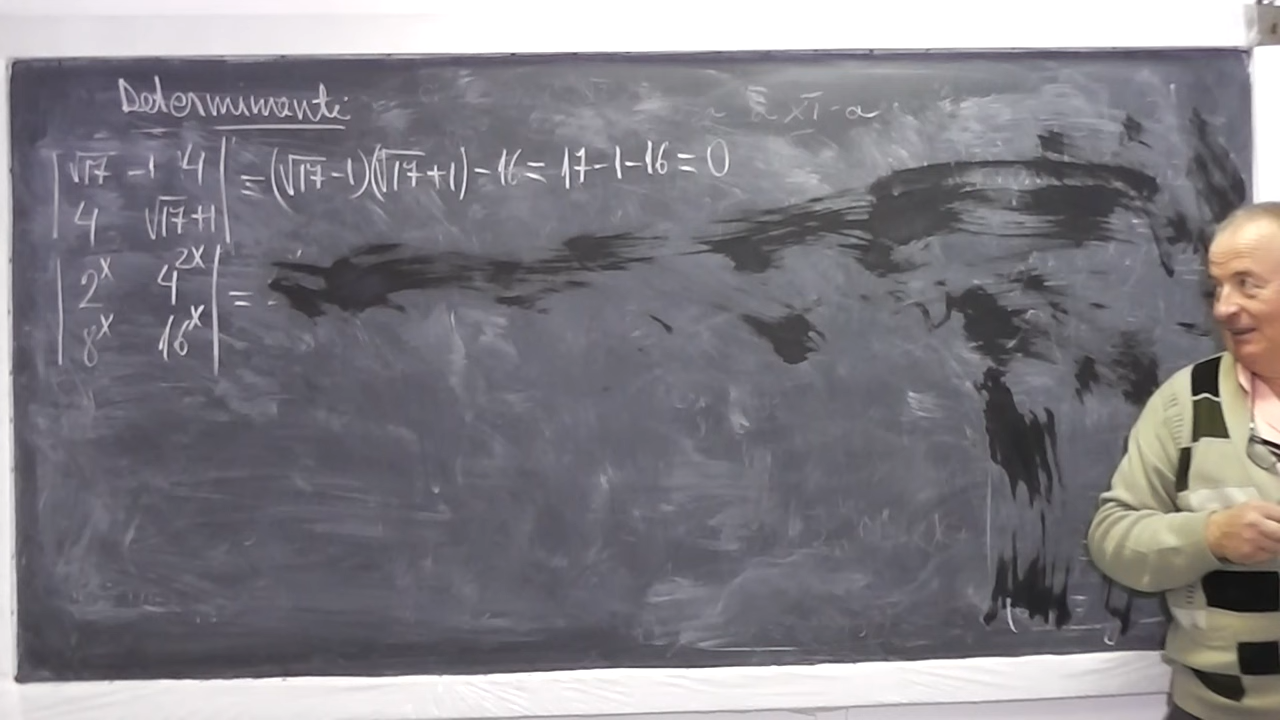 Determinanti
XI-a
|√17 -1 4| = (√17-1)(√17+1)-16 = 17-1-16 = 0
|4 √17+1|
|2^x 4^2x| =
|8^x 16^x|